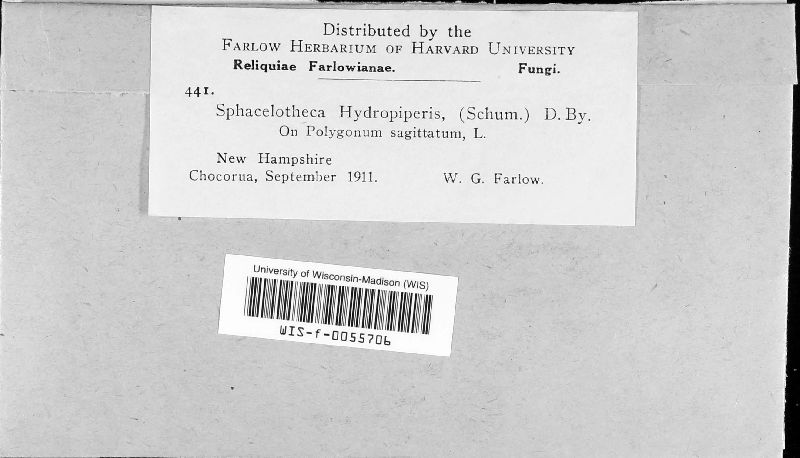 Distributed by the
Farlow Herbarium of Harvard University
Reliquiae Farlowianae. Fungi.
441.
Sphacelotheca Hydropiperis, (Schum.) D. By.
On Polygonum sagittatum, L.
New Hampshire
Chocorua, September 1911. W. G. Farlow.
University of Wisconsin-Madison (WIS)
WIS-f-0055706